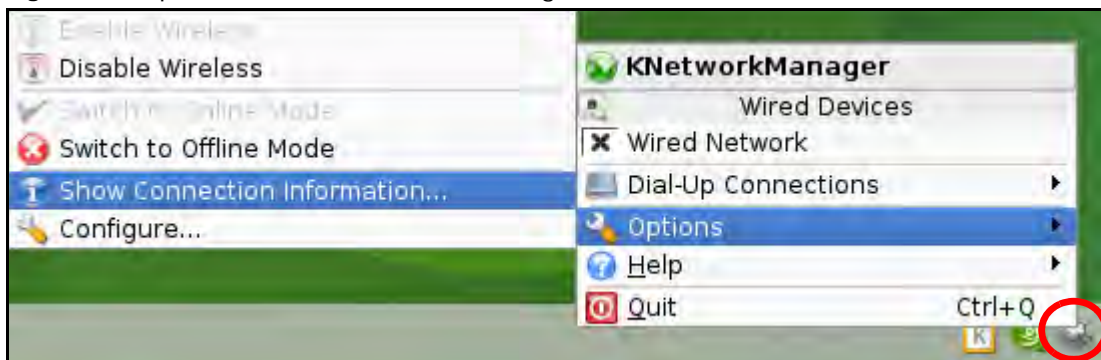 Enable Wireless
Disable Wireless
Switch to Online Mode
Switch to Offline Mode
Show Connection Information...
Configure...
KNetworkManager
Wired Devices
Wired Network
Dial-Up Connections
Options
Help
Quit Ctrl+Q
K